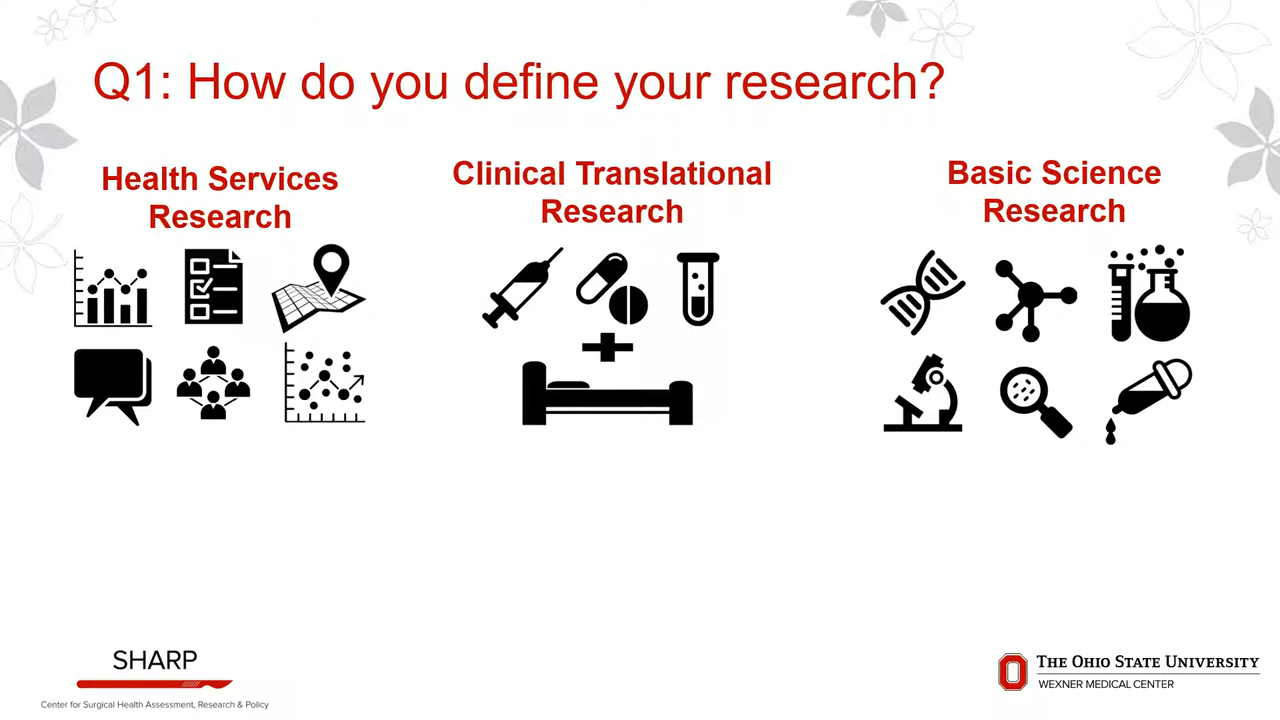 Q1: How do you define your research?
Health Services
Research
Clinical Translational
Research
Basic Science
Research
SHARP
Center for Surgical Health Assessment, Research & Policy
THE OHIO STATE UNIVERSITY
WEXNER MEDICAL CENTER